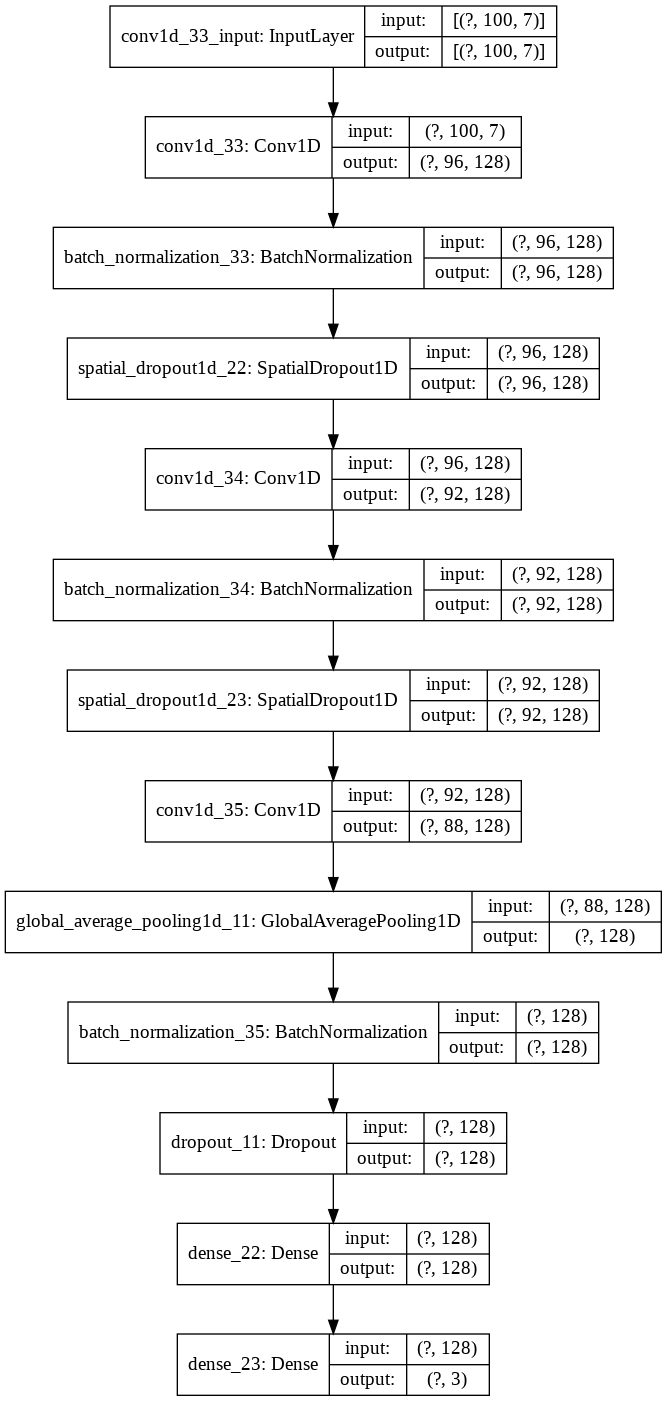 conv1d_33_input: InputLayer
input: [(?, 100, 7)]
output: [(?, 100, 7)]
conv1d_33: Conv1D
input: (?, 100, 7)
output: (?, 96, 128)
batch_normalization_33: BatchNormalization
input: (?, 96, 128)
output: (?, 96, 128)
spatial_dropout1d_22: SpatialDropout1D
input: (?, 96, 128)
output: (?, 96, 128)
conv1d_34: Conv1D
input: (?, 96, 128)
output: (?, 92, 128)
batch_normalization_34: BatchNormalization
input: (?, 92, 128)
output: (?, 92, 128)
spatial_dropout1d_23: SpatialDropout1D
input: (?, 92, 128)
output: (?, 92, 128)
conv1d_35: Conv1D
input: (?, 92, 128)
output: (?, 88, 128)
global_average_pooling1d_11: GlobalAveragePooling1D
input: (?, 88, 128)
output: (?, 128)
batch_normalization_35: BatchNormalization
input: (?, 128)
output: (?, 128)
dropout_11: Dropout
input: (?, 128)
output: (?, 128)
dense_22: Dense
input: (?, 128)
output: (?, 128)
dense_23: Dense
input: (?, 128)
output: (?, 3)